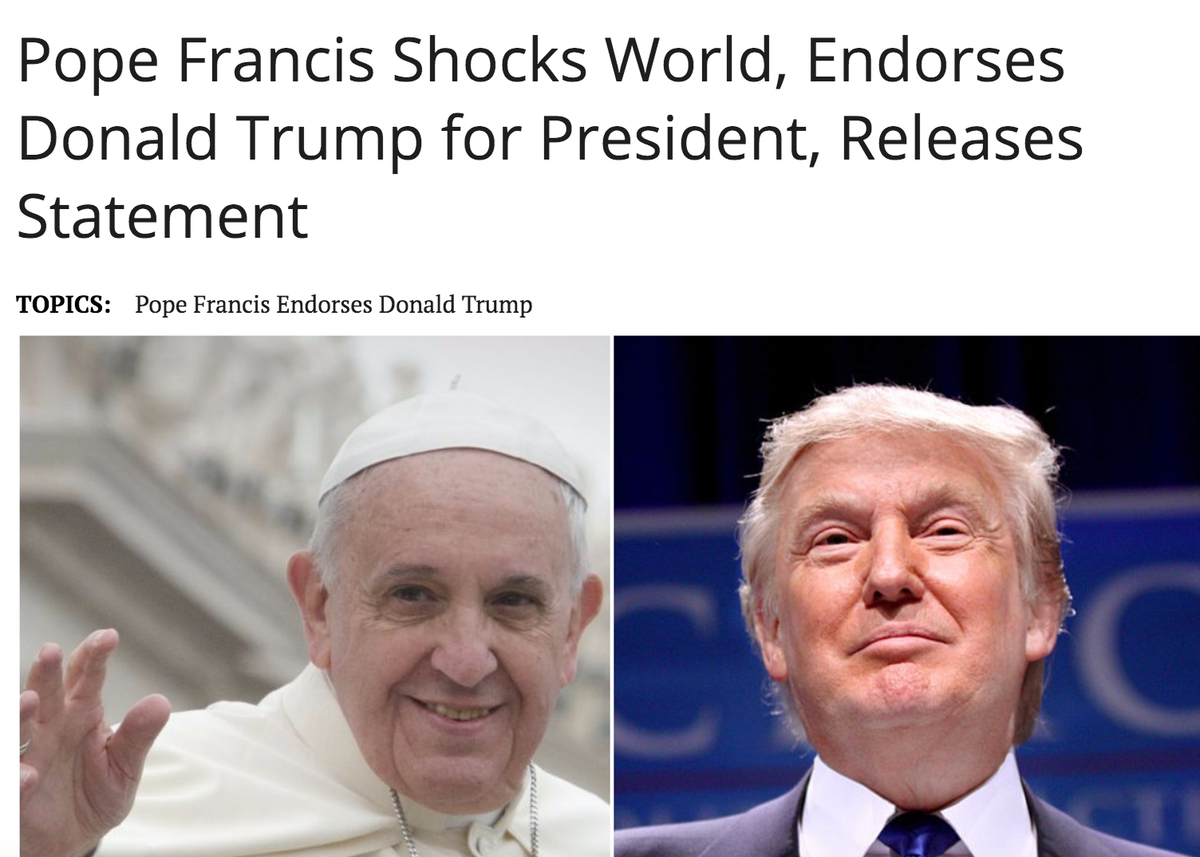 Pope Francis Shocks World, Endorses
Donald Trump for President, Releases
Statement
TOPICS: Pope Francis Endorses Donald Trump